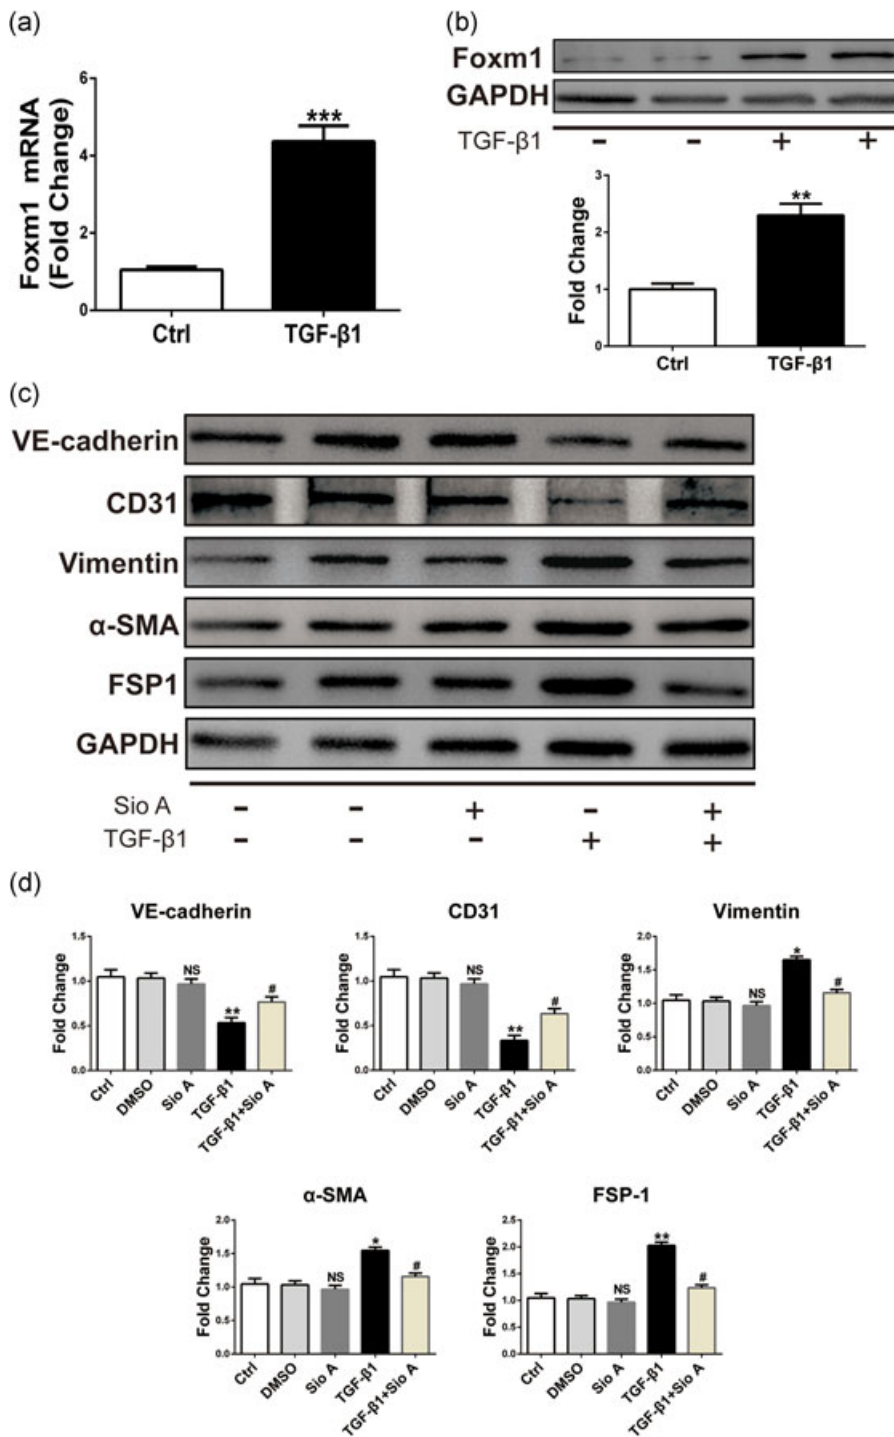 (a)
Foxm1 mRNA
(Fold Change)
6
4
2
0
***
Ctrl
TGF-β1
(b)
Foxm1
GAPDH
TGF-β1
- - + +
Fold Change
3
2
1
0
**
Ctrl
TGF-β1
(c)
VE-cadherin
CD31
Vimentin
α-SMA
FSP1
GAPDH
Sio A - - + - +
TGF-β1 - - - + +
(d)
VE-cadherin
Fold Change
1.5
1.0
0.5
0.0
NS
**
#
Ctrl
DMSO
Sio A
TGF-β1
TGF-β1+Sio A
CD31
Fold Change
1.5
1.0
0.5
0.0
NS
**
#
Ctrl
DMSO
Sio A
TGF-β1
TGF-β1+Sio A
Vimentin
Fold Change
2.0
1.5
1.0
0.5
0.0
NS
*
#
Ctrl
DMSO
Sio A
TGF-β1
TGF-β1+Sio A
α-SMA
Fold Change
2.0
1.5
1.0
0.5
0.0
NS
*
#
Ctrl
DMSO
Sio A
TGF-β1
TGF-β1+Sio A
FSP-1
Fold Change
2.5
2.0
1.5
1.0
0.5
0.0
NS
**
#
Ctrl
DMSO
Sio A
TGF-β1
TGF-β1+Sio A